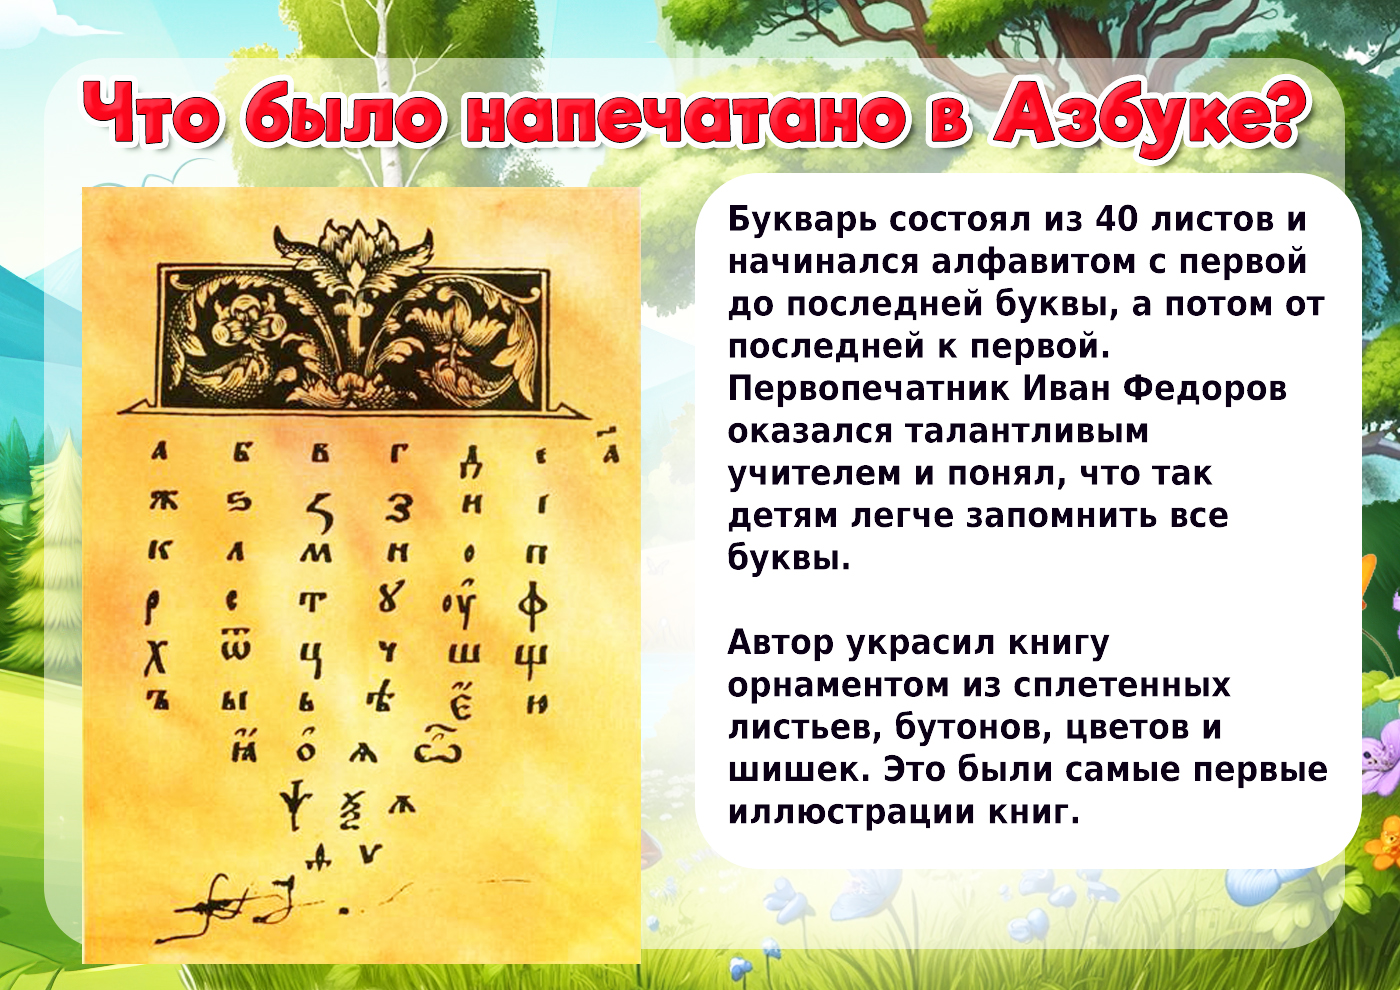 Что было напечатано в Азбуке?
а б в г д є ꙗ
ж ѕ ꙁ з и і
к л м н о п
р с т ꙋ оу ф
х ѿ ц ч ш щ
ъ ы ь ѣ
ѧ
ѱ ѯ ѧ
ѵ
Букварь состоял из 40 листов и
начинался алфавитом с первой
до последней буквы, а потом от
последней к первой.
Первопечатник Иван Федоров
оказался талантливым
учителем и понял, что так
детям легче запомнить все
буквы.
Автор украсил книгу
орнаментом из сплетенных
листьев, бутонов, цветов и
шишек. Это были самые первые
иллюстрации книг.